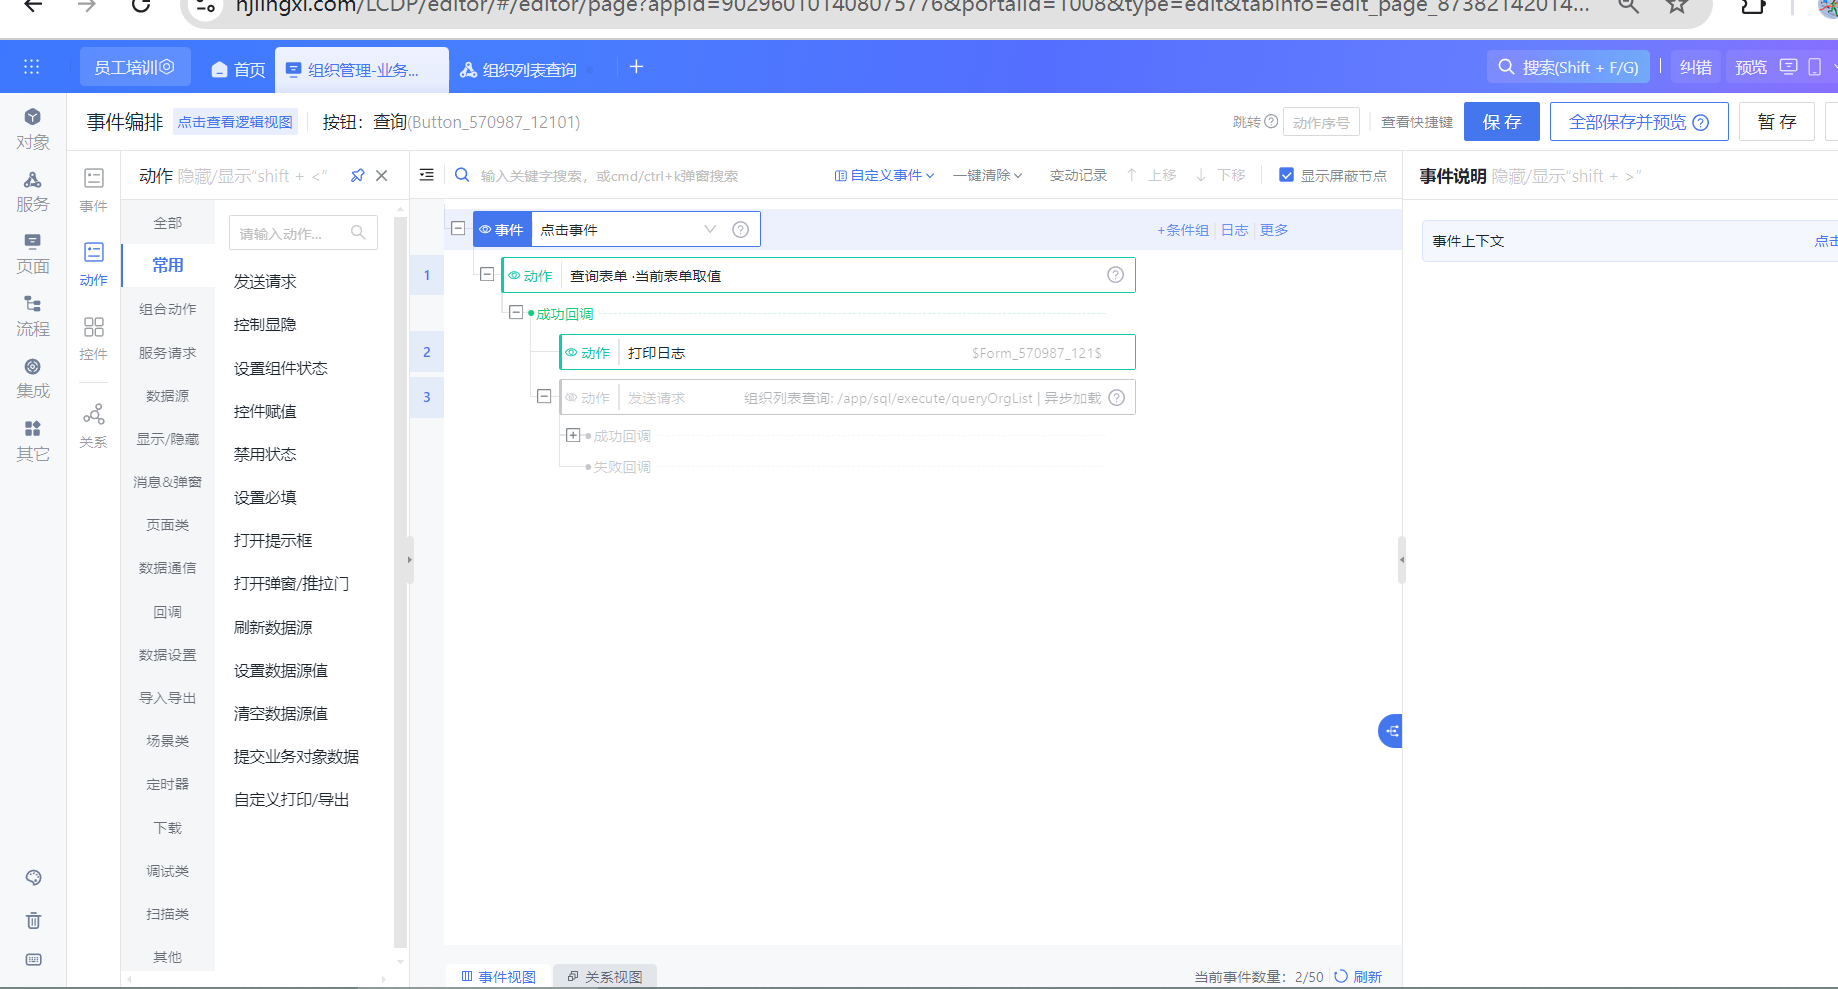 njlingxi.com/LCDP/editor/#/editor/page?appId=902960101408075776&portalId=1008&type=edit&tabInfo=edit_page_87382142014...
员工培训 首页 组织管理-业务... 组织列表查询 + 搜索(Shift + F/G) 纠错 预览
事件编排 点击查看逻辑视图 按钮：查询(Button_570987_12101) 跳转 动作序号 查看快捷键 保存 全部保存并预览 暂存
对象
服务
页面
流程
集成
其它
事件
动作
控件
关系
动作 隐藏/显示“shift + <”
全部
常用
组合动作
服务请求
数据源
显示/隐藏
消息&弹窗
页面类
数据通信
回调
数据设置
导入导出
场景类
定时器
下载
调试类
扫描类
其他
请输入动作...
发送请求
控制显隐
设置组件状态
控件赋值
禁用状态
设置必填
打开提示框
打开弹窗/推拉门
刷新数据源
设置数据源值
清空数据源值
提交业务对象数据
自定义打印/导出
输入关键字搜索，或cmd/ctrl+k弹窗搜索 自定义事件 一键清除 变动记录 上移 下移 显示屏蔽节点
事件 点击事件 +条件组 日志 更多
1 动作 查询表单 ·当前表单取值
成功回调
2 动作 打印日志 $Form_570987_121$
3 动作 发送请求 组织列表查询: /app/sql/execute/queryOrgList | 异步加载
成功回调
失败回调
事件视图 关系视图 当前事件数量：2/50 刷新
事件说明 隐藏/显示“shift + >”
事件上下文 点击